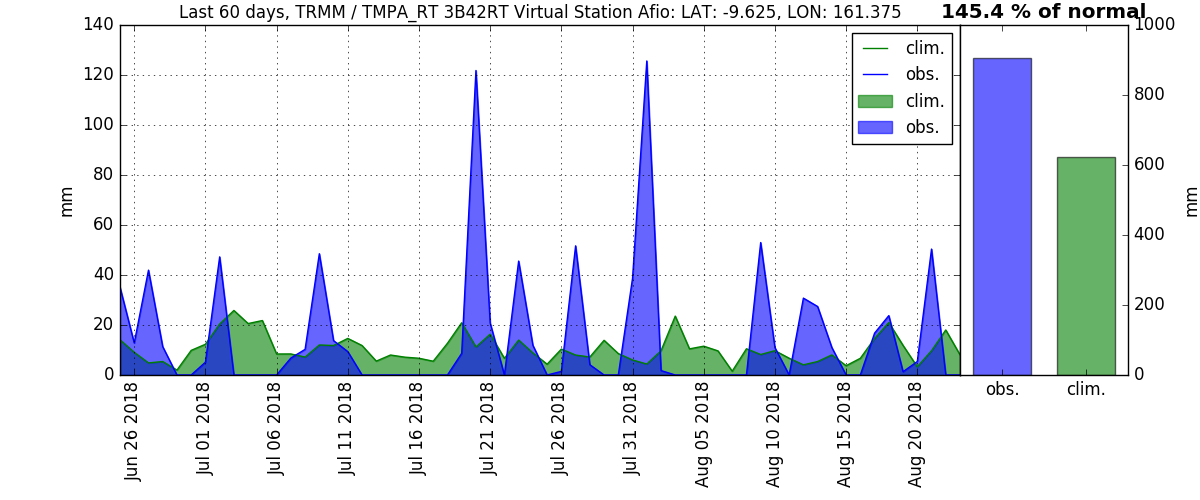 Last 60 days, TRMM / TMPA_RT 3B42RT Virtual Station Afio: LAT: -9.625, LON: 161.375
145.4 % of normal
140
120
100
80
60
40
20
0
mm
clim.
obs.
clim.
obs.
1000
800
600
400
200
0
mm
obs.
clim.
Jun 26 2018
Jul 01 2018
Jul 06 2018
Jul 11 2018
Jul 16 2018
Jul 21 2018
Jul 26 2018
Jul 31 2018
Aug 05 2018
Aug 10 2018
Aug 15 2018
Aug 20 2018